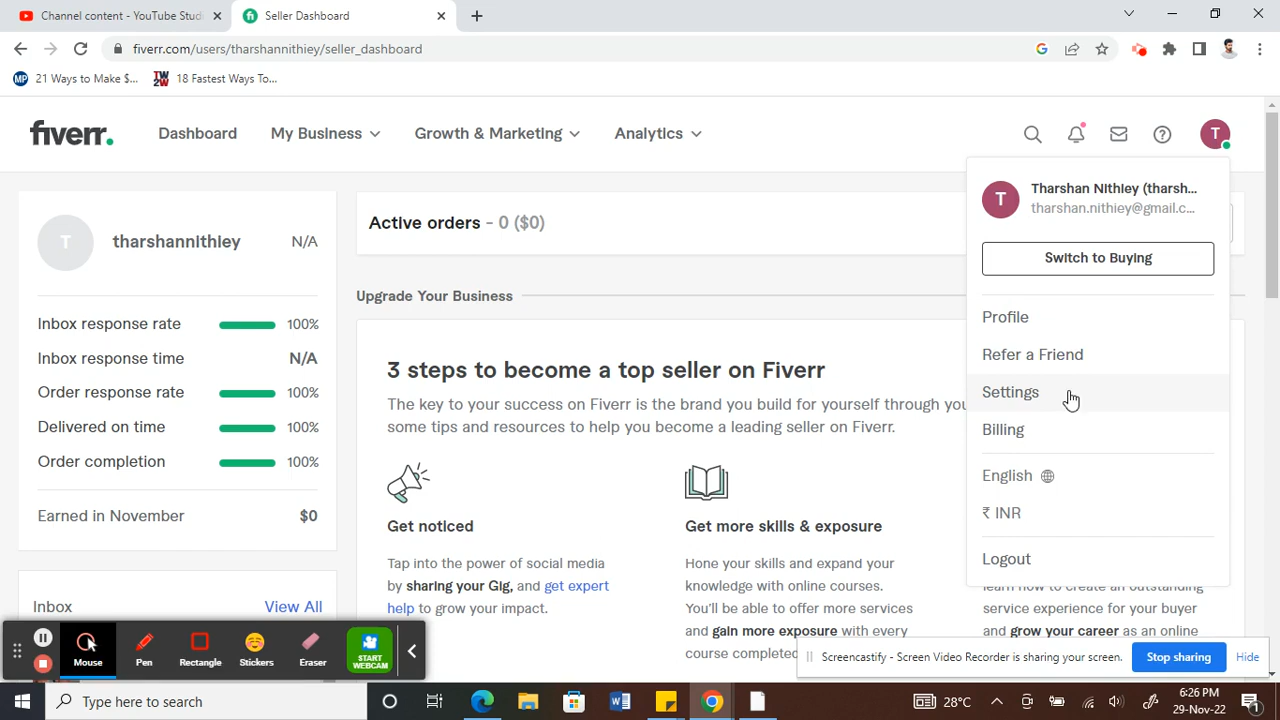 Channel content - YouTube Studi
Seller Dashboard
fiverr.com/users/tharshannithiey/seller_dashboard
MP 21 Ways to Make $...
TW2W 18 Fastest Ways To...
fiverr.
Dashboard
My Business
Growth & Marketing
Analytics
T
T
Tharshan Nithiey (tharsh...
tharshan.nithiey@gmail.c...
Switch to Buying
Profile
Refer a Friend
Settings
Billing
English
₹ INR
Logout
T
tharshannithiey
N/A
Inbox response rate 100%
Inbox response time N/A
Order response rate 100%
Delivered on time 100%
Order completion 100%
Earned in November $0
Inbox View All
Active orders - 0 ($0)
Upgrade Your Business
3 steps to become a top seller on Fiverr
The key to your success on Fiverr is the brand you build for yourself through you
some tips and resources to help you become a leading seller on Fiverr.
Get noticed
Tap into the power of social media
by sharing your Gig, and get expert
help to grow your impact.
Get more skills & exposure
Hone your skills and expand your
knowledge with online courses.
You'll be able to offer more services
and gain more exposure with every
course completed
learn how to create an outstanding
service experience for your buyer
and grow your career as an online
Mouse
Pen
Rectangle
Stickers
Eraser
START
WEBCAM
Screencastify - Screen Video Recorder is sharing your screen.
Stop sharing
Hide
Type here to search
28°C
6:26 PM
29-Nov-22
1